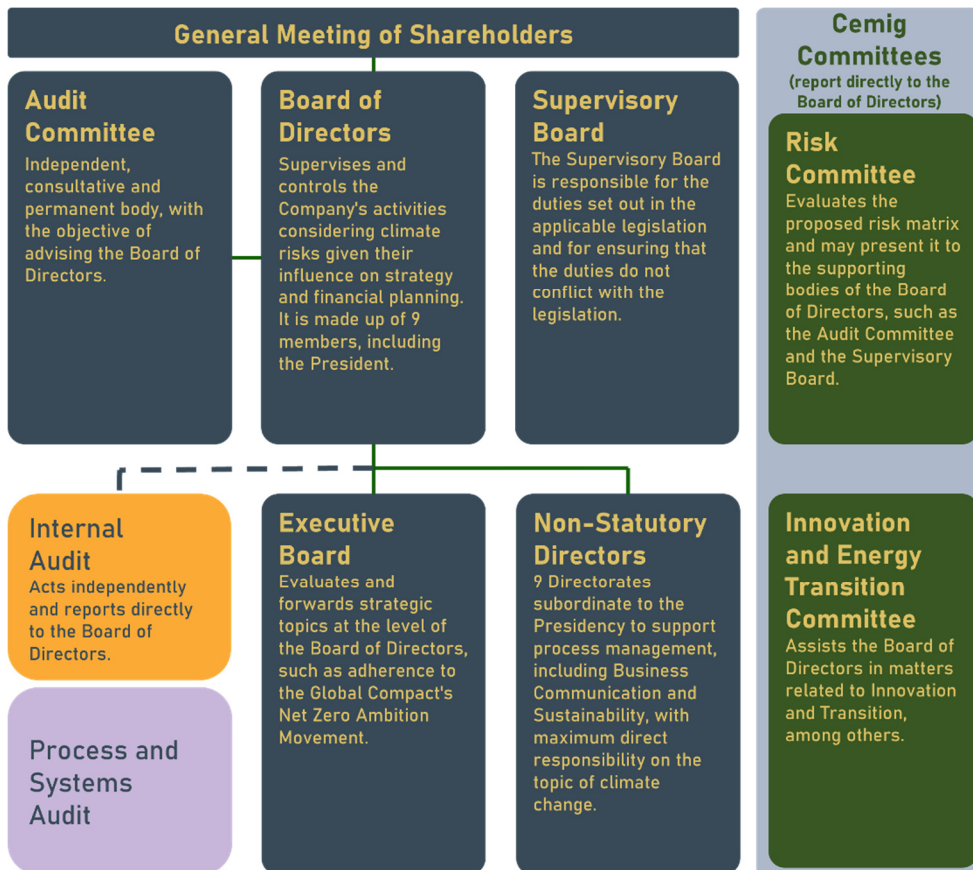 General Meeting of Shareholders
Audit
Committee
Independent,
consultative and
permanent body, with
the objective of
advising the Board of
Directors.
Board of
Directors
Supervises and
controls the
Company's activities
considering climate
risks given their
influence on strategy
and financial planning.
It is made up of 9
members, including
the President.
Supervisory
Board
The Supervisory Board
is responsible for the
duties set out in the
applicable legislation
and for ensuring that
the duties do not
conflict with the
legislation.
Cemig
Committees
(report directly to the
Board of Directors)
Risk
Committee
Evaluates the
proposed risk matrix
and may present it to
the supporting
bodies of the Board
of Directors, such as
the Audit Committee
and the Supervisory
Board.
Internal
Audit
Acts independently
and reports directly
to the Board of
Directors.
Process and
Systems
Audit
Executive
Board
Evaluates and
forwards strategic
topics at the level of
the Board of Directors,
such as adherence to
the Global Compact's
Net Zero Ambition
Movement.
Non-Statutory
Directors
9 Directorates
subordinate to the
Presidency to support
process management,
including Business
Communication and
Sustainability, with
maximum direct
responsibility on the
topic of climate
change.
Innovation
and Energy
Transition
Committee
Assists the Board of
Directors in matters
related to Innovation
and Transition,
among others.